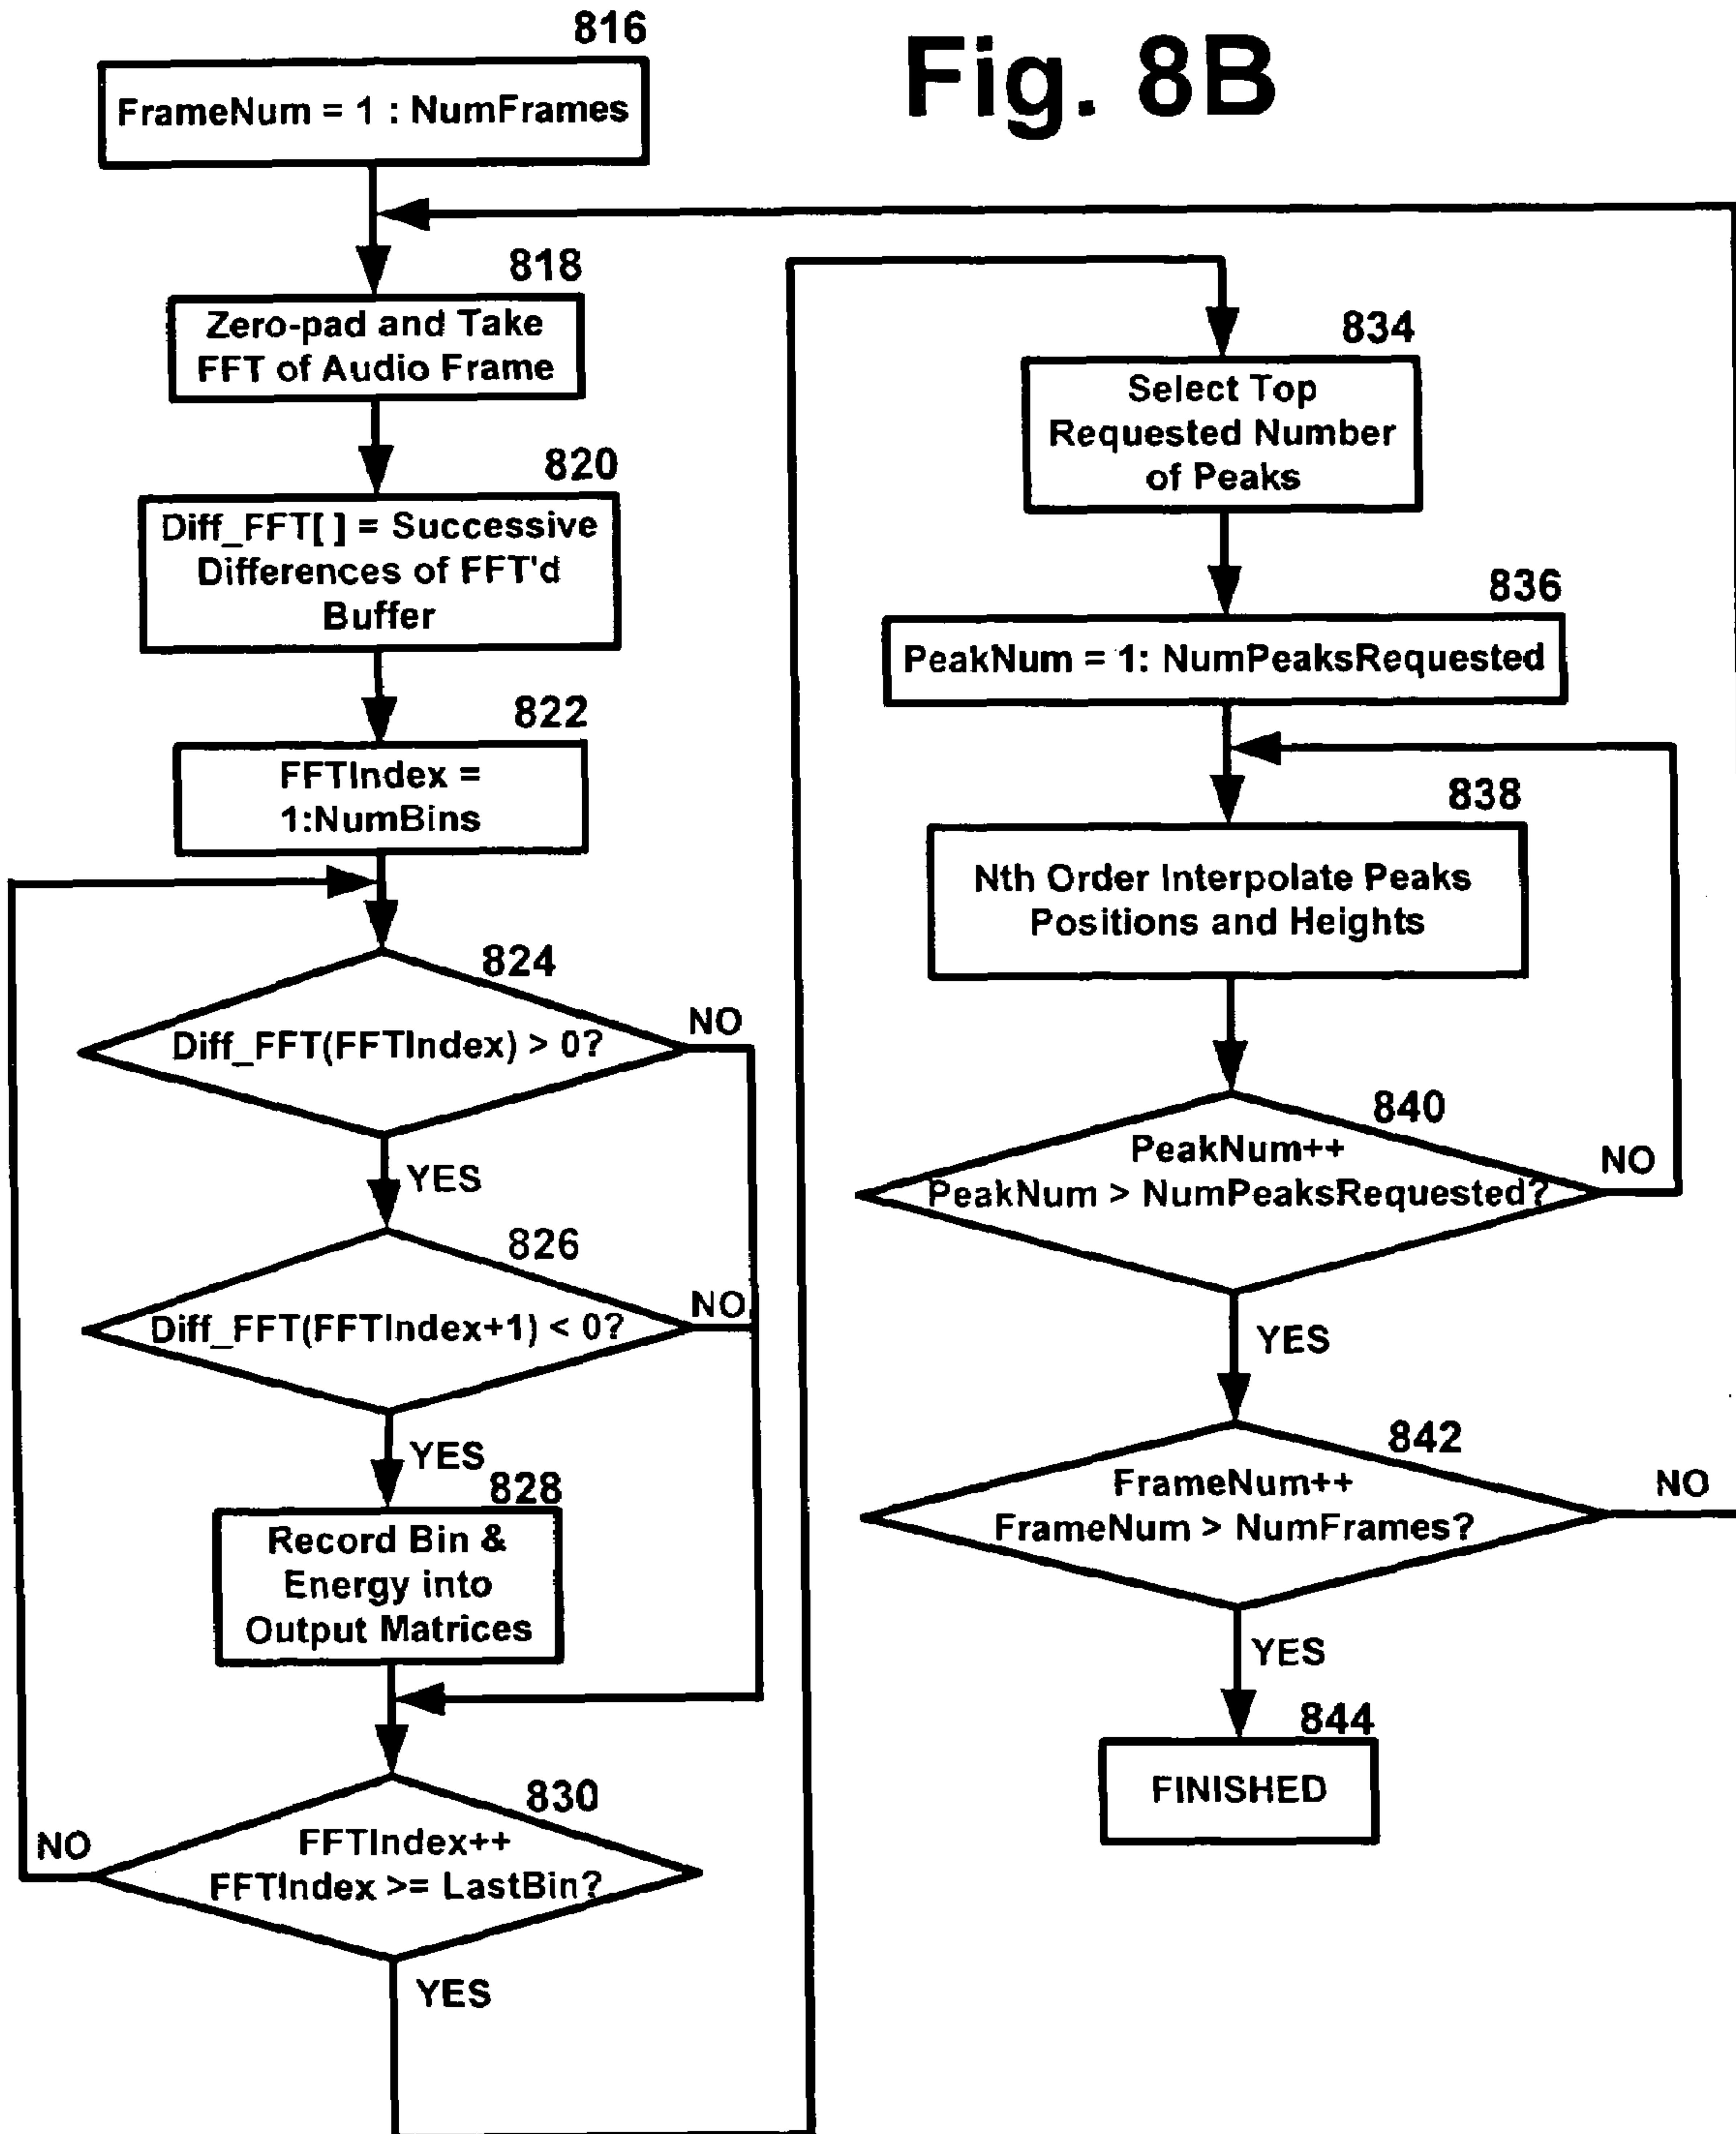 Fig. 8B
816
FrameNum = 1 : NumFrames
818
Zero-pad and Take
FFT of Audio Frame
820
Diff_FFT[ ] = Successive
Differences of FFT'd
Buffer
822
FFTIndex =
1:NumBins
824
Diff_FFT(FFTIndex) > 0?
NO
YES
826
Diff_FFT(FFTIndex+1) < 0?
NO
YES
828
Record Bin &
Energy into
Output Matrices
830
FFTIndex++
FFTIndex >= LastBin?
NO
YES
834
Select Top
Requested Number
of Peaks
836
PeakNum = 1: NumPeaksRequested
838
Nth Order Interpolate Peaks
Positions and Heights
840
PeakNum++
PeakNum > NumPeaksRequested?
NO
YES
842
FrameNum++
FrameNum > NumFrames?
NO
YES
844
FINISHED